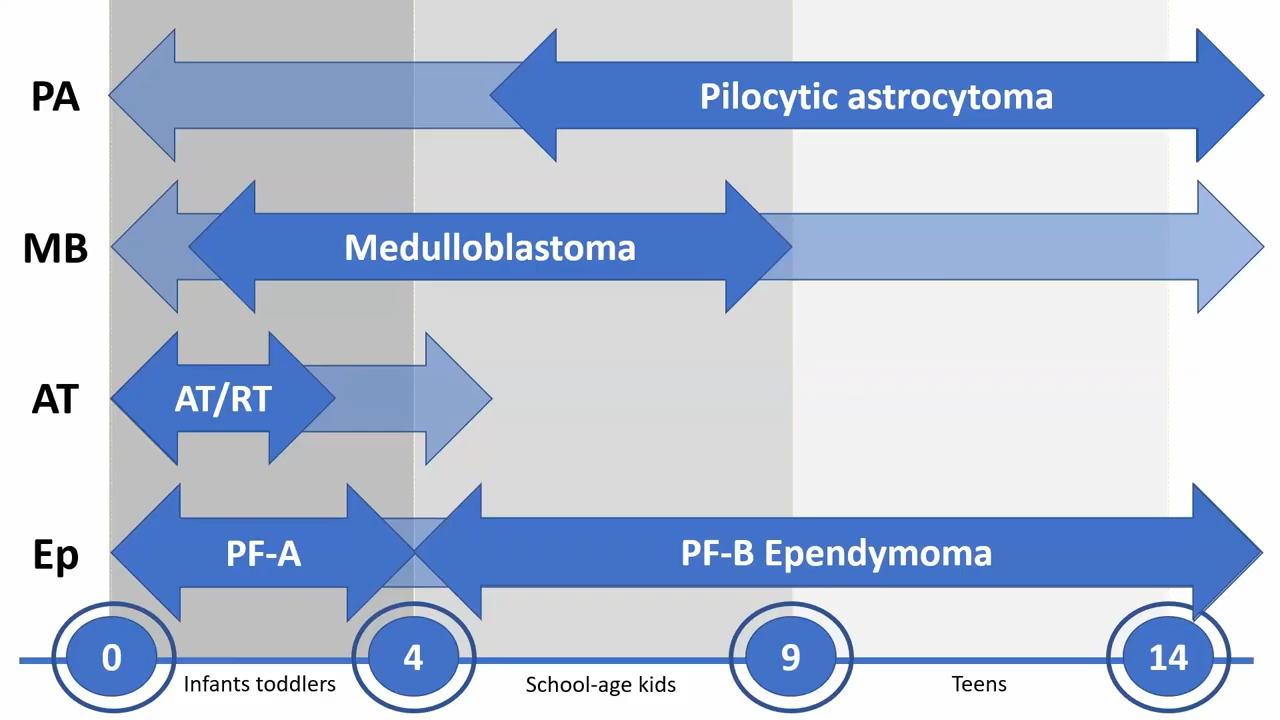 PA
Pilocytic astrocytoma
MB
Medulloblastoma
AT
AT/RT
Ep
PF-A
PF-B Ependymoma
0
4
9
14
Infants toddlers
School-age kids
Teens